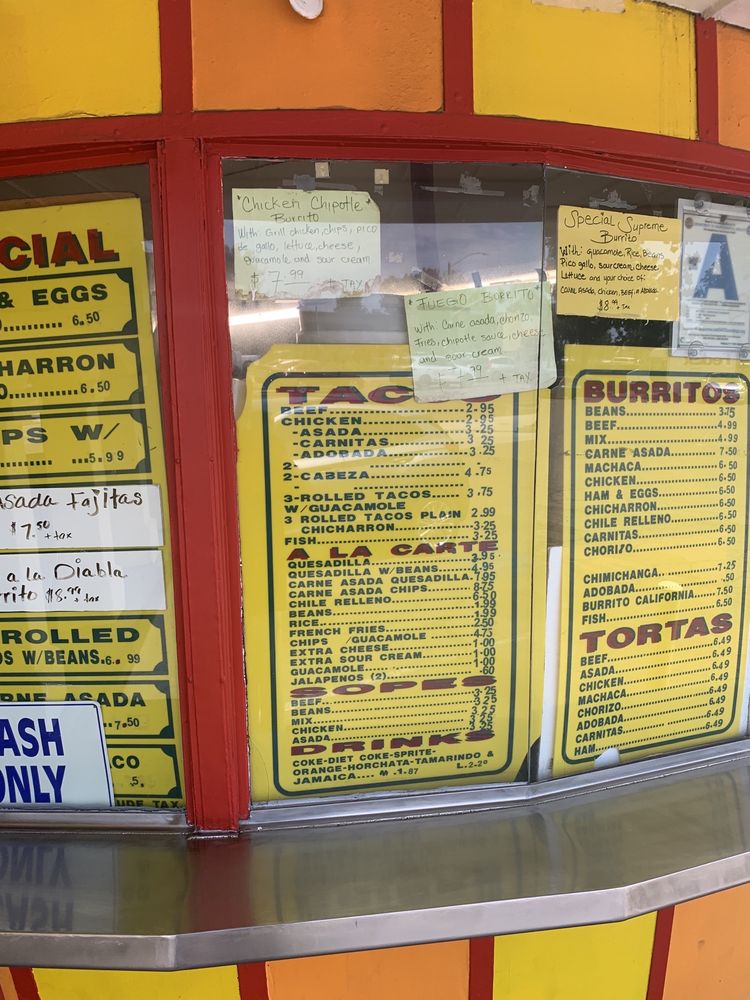 CIAL
& EGGS
6.50
HARRON
6.50
PS W/
5.99
Asada Fajitas
$7.50 + tax
a la Diabla
rito $8.99 + tax
ROLLED
OS W/BEANS.6.99
RNE ASADA
7.50
CO
5.
UDE TAX
ASH
ONLY
"Chicken Chipotle"
Burrito
With: Grill chicken, chips, pico
de gallo, lettuce, cheese,
guacamole and sour cream
$7.99 + TAX
"FUEGO BURRITO"
With: Carne asada, chorizo,
Fries, chipotle sauce, cheese
and sour cream
+ TAX
Special Supreme
Burrito
With: guacamole, Rice, Beans
Pico gallo, sour cream, cheese
Lettuce and your choice of:
Carne Asada, chicken, Beef, o Adobada
$8.99 + tax
A
TACOS
BEEF 2.95
CHICKEN 2.95
-ASADA 3.25
-CARNITAS 3.25
-ADOBADA 3.25
2-
2-CABEZA 4.75
-
3-ROLLED TACOS 3.75
W/GUACAMOLE
3 ROLLED TACOS PLAIN 2.99
CHICHARRON 3.25
FISH 3.25
A LA CARTE
QUESADILLA 3.95
QUESADILLA W/BEANS 4.95
CARNE ASADA QUESADILLA 7.95
CARNE ASADA CHIPS 8.75
CHILE RELLENO 6.50
BEANS 1.99
RICE 1.99
FRENCH FRIES 2.50
CHIPS /GUACAMOLE 4.75
EXTRA CHEESE 1.00
EXTRA SOUR CREAM 1.00
GUACAMOLE 1.00
JALAPENOS (2) .60
SOPES
BEEF 3.25
BEANS 3.25
MIX 3.25
CHICKEN 3.25
ASADA 3.25
DRINKS
COKE-DIET COKE-SPRITE-
ORANGE-HORCHATA-TAMARINDO &
JAMAICA.... M .1.87 L.2.20
BURRITOS
BEANS 3.75
BEEF 4.99
MIX 4.99
CARNE ASADA 7.50
MACHACA 6.50
CHICKEN 6.50
HAM & EGGS 6.50
CHICHARRON 6.50
CHILE RELLENO 6.50
CARNITAS 6.50
CHORIZO 6.50
CHIMICHANGA 7.25
ADOBADA .50
BURRITO CALIFORNIA 7.50
FISH 6.50
TORTAS
BEEF 6.49
ASADA 6.49
CHICKEN 6.49
MACHACA 6.49
CHORIZO 6.49
ADOBADA 6.49
CARNITAS 6.49
HAM 6.49